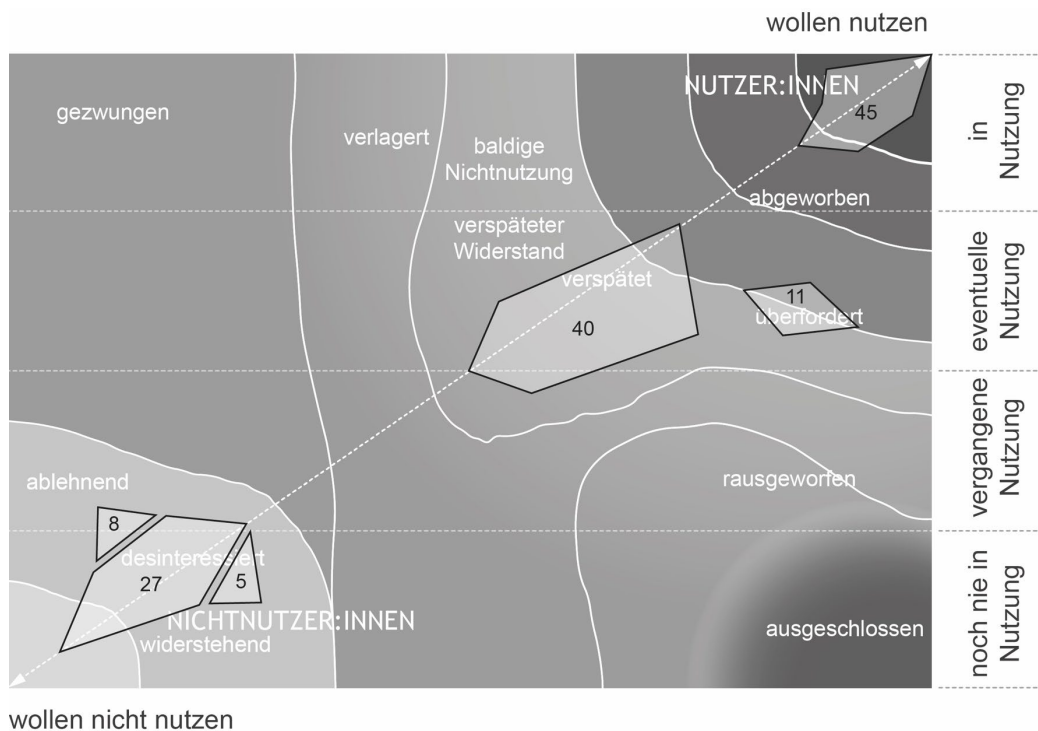 wollen nutzen
gezwungen
verlagert
baldige
Nichtnutzung
NUTZER:INNEN
45
in
Nutzung
abgeworben
verspäteter
Widerstand
verspätet
40
11
überfordert
eventuelle
Nutzung
ablehnend
rausgeworfen
vergangene
Nutzung
8
desinteressiert
27
5
NICHTNUTZER:INNEN
widerstehend
ausgeschlossen
noch nie in
Nutzung
wollen nicht nutzen